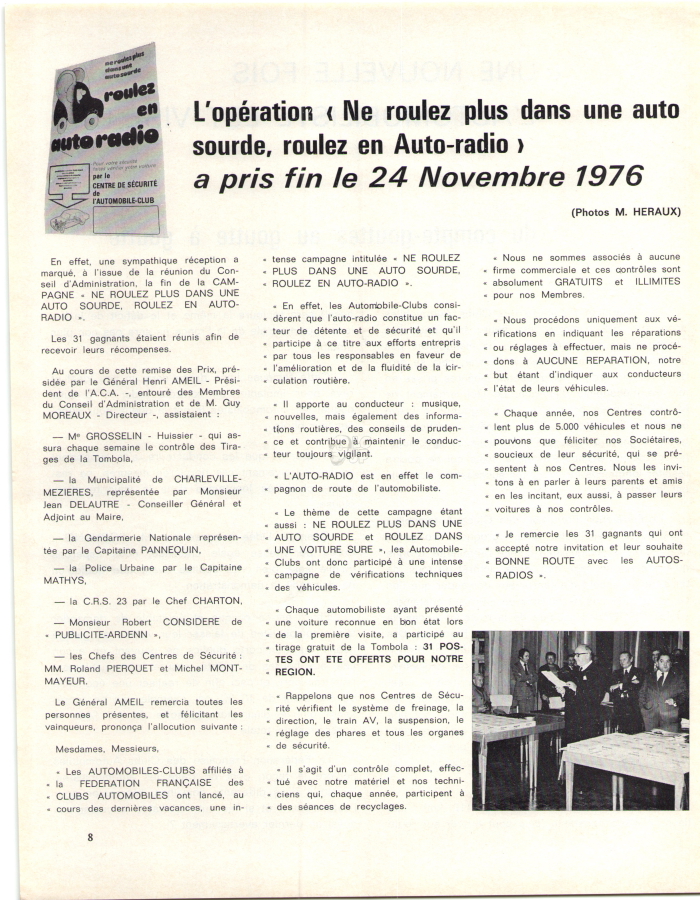 ne roulez plus
dans une
auto sourde
roulez
en
auto radio
Pour votre sécurité
par le
CENTRE DE SÉCURITÉ
de
l'AUTOMOBILE-CLUB
L'opération « Ne roulez plus dans une auto
sourde, roulez en Auto-radio »
a pris fin le 24 Novembre 1976
(Photos M. HERAUX)
En effet, une sympathique réception a
marqué, à l'issue de la réunion du Con-
seil d'Administration, la fin de la CAM-
PAGNE « NE ROULEZ PLUS DANS UNE
AUTO SOURDE, ROULEZ EN AUTO-
RADIO ».
Les 31 gagnants étaient réunis afin de
recevoir leurs récompenses.
Au cours de cette remise des Prix, pré-
sidée par le Général Henri AMEIL - Prési-
dent de l'A.C.A. -, entouré des Membres
du Conseil d'Administration et de M. Guy
MOREAUX - Directeur -, assistaient :
— Me GROSSELIN - Huissier - qui as-
sura chaque semaine le contrôle des Tira-
ges de la Tombola,
— la Municipalité de CHARLEVILLE-
MEZIERES, représentée par Monsieur
Jean DELAUTRE - Conseiller Général et
Adjoint au Maire,
— la Gendarmerie Nationale représen-
tée par le Capitaine PANNEQUIN,
— la Police Urbaine par le Capitaine
MATHYS,
— la C.R.S. 23 par le Chef CHARTON,
— Monsieur Robert CONSIDERE de
« PUBLICITE-ARDENN »,
— les Chefs des Centres de Sécurité :
MM. Roland PIERQUET et Michel MONT-
MAYEUR.
Le Général AMEIL remercia toutes les
personnes présentes, et félicitant les
vainqueurs, prononça l'allocution suivante :
Mesdames, Messieurs,
« Les AUTOMOBILES-CLUBS affiliés à
« la FEDERATION FRANÇAISE des
« CLUBS AUTOMOBILES ont lancé, au
« cours des dernières vacances, une in-
« tense campagne intitulée « NE ROULEZ
« PLUS DANS UNE AUTO SOURDE,
« ROULEZ EN AUTO-RADIO ».
« En effet, les Automobile-Clubs consi-
« dèrent que l'auto-radio constitue un fac-
« teur de détente et de sécurité et qu'il
« participe à ce titre aux efforts entrepris
« par tous les responsables en faveur de
« l'amélioration et de la fluidité de la cir-
« culation routière.
« Il apporte au conducteur : musique,
« nouvelles, mais également des informa-
« tions routières, des conseils de pruden-
« ce et contribue à maintenir le conduc-
« teur toujours vigilant.
« L'AUTO-RADIO est en effet le com-
« pagnon de route de l'automobiliste.
« Le thème de cette campagne étant
« aussi : NE ROULEZ PLUS DANS UNE
« AUTO SOURDE et ROULEZ DANS
« UNE VOITURE SURE », les Automobile-
« Clubs ont donc participé à une intense
« campagne de vérifications techniques
« des véhicules.
« Chaque automobiliste ayant présenté
« une voiture reconnue en bon état lors
« de la première visite, a participé au
« tirage gratuit de la Tombola : 31 POS-
« TES ONT ETE OFFERTS POUR NOTRE
« REGION.
« Rappelons que nos Centres de Sécu-
« rité vérifient le système de freinage, la
« direction, le train AV, la suspension, le
« réglage des phares et tous les organes
« de sécurité.
« Il s'agit d'un contrôle complet, effec-
« tué avec notre matériel et nos techni-
« ciens qui, chaque année, participent à
« des séances de recyclages.
« Nous ne sommes associés à aucune
« firme commerciale et ces contrôles sont
« absolument GRATUITS et ILLIMITES
« pour nos Membres.
« Nous procédons uniquement aux vé-
« rifications en indiquant les réparations
« ou réglages à effectuer, mais ne procé-
« dons à AUCUNE REPARATION, notre
« but étant d'indiquer aux conducteurs
« l'état de leurs véhicules.
« Chaque année, nos Centres contrô-
« lent plus de 5.000 véhicules et nous ne
« pouvons que féliciter nos Sociétaires,
« soucieux de leur sécurité, qui se pré-
« sentent à nos Centres. Nous les invi-
« tons à en parler à leurs parents et amis
« en les incitant, eux aussi, à passer leurs
« voitures à nos contrôles.
« Je remercie les 31 gagnants qui ont
« accepté notre invitation et leur souhaite
« BONNE ROUTE avec les AUTOS-
« RADIOS ».
8